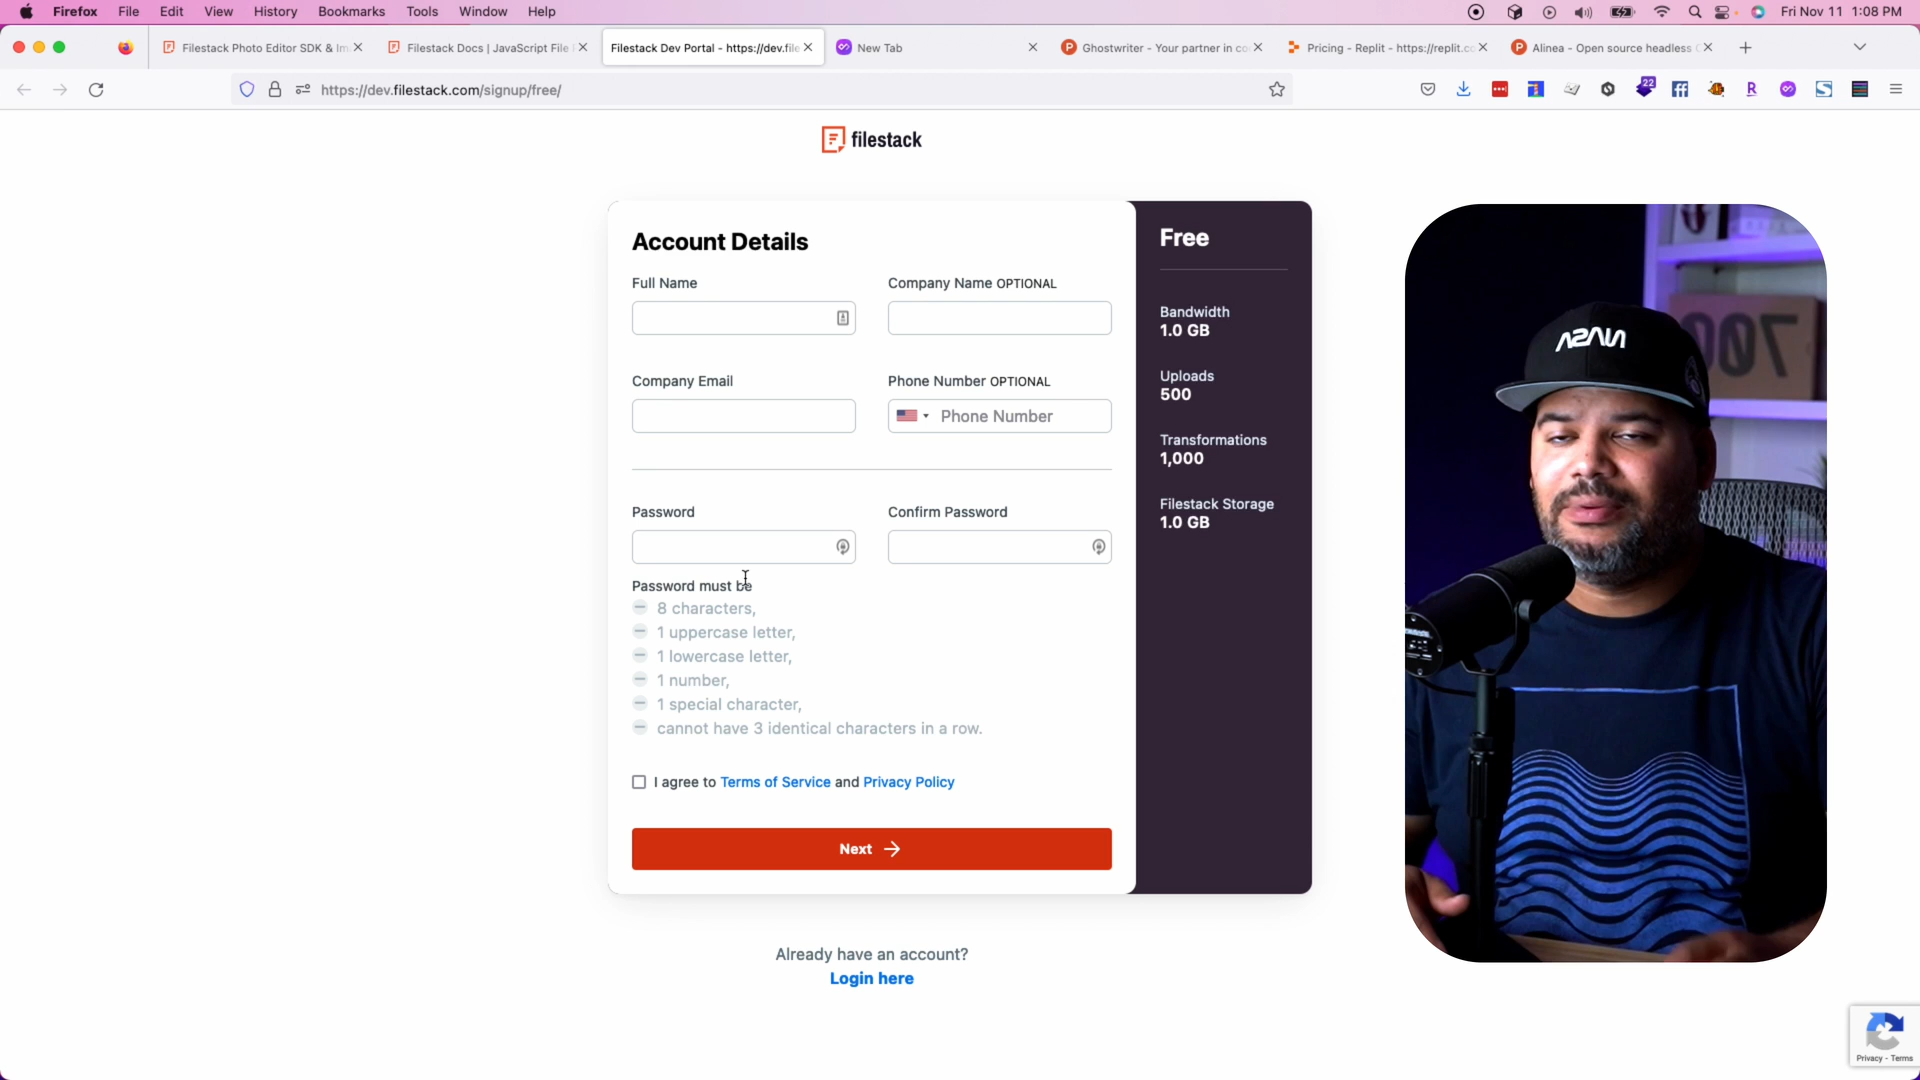 Firefox File Edit View History Bookmarks Tools Window Help Fri Nov 11 1:08 PM
Filestack Photo Editor SDK & Im
Filestack Docs | JavaScript File
Filestack Dev Portal - https://dev.file
New Tab
Ghostwriter - Your partner in co
Pricing - Replit - https://replit.co
Alinea - Open source headless
https://dev.filestack.com/signup/free/
22
filestack
Account Details
Full Name
Company Name OPTIONAL
Company Email
Phone Number OPTIONAL
Phone Number
Password
Confirm Password
Password must be
8 characters,
1 uppercase letter,
1 lowercase letter,
1 number,
1 special character,
cannot have 3 identical characters in a row.
I agree to Terms of Service and Privacy Policy
Next
Already have an account?
Login here
Free
Bandwidth
1.0 GB
Uploads
500
Transformations
1,000
Filestack Storage
1.0 GB
Privacy - Terms